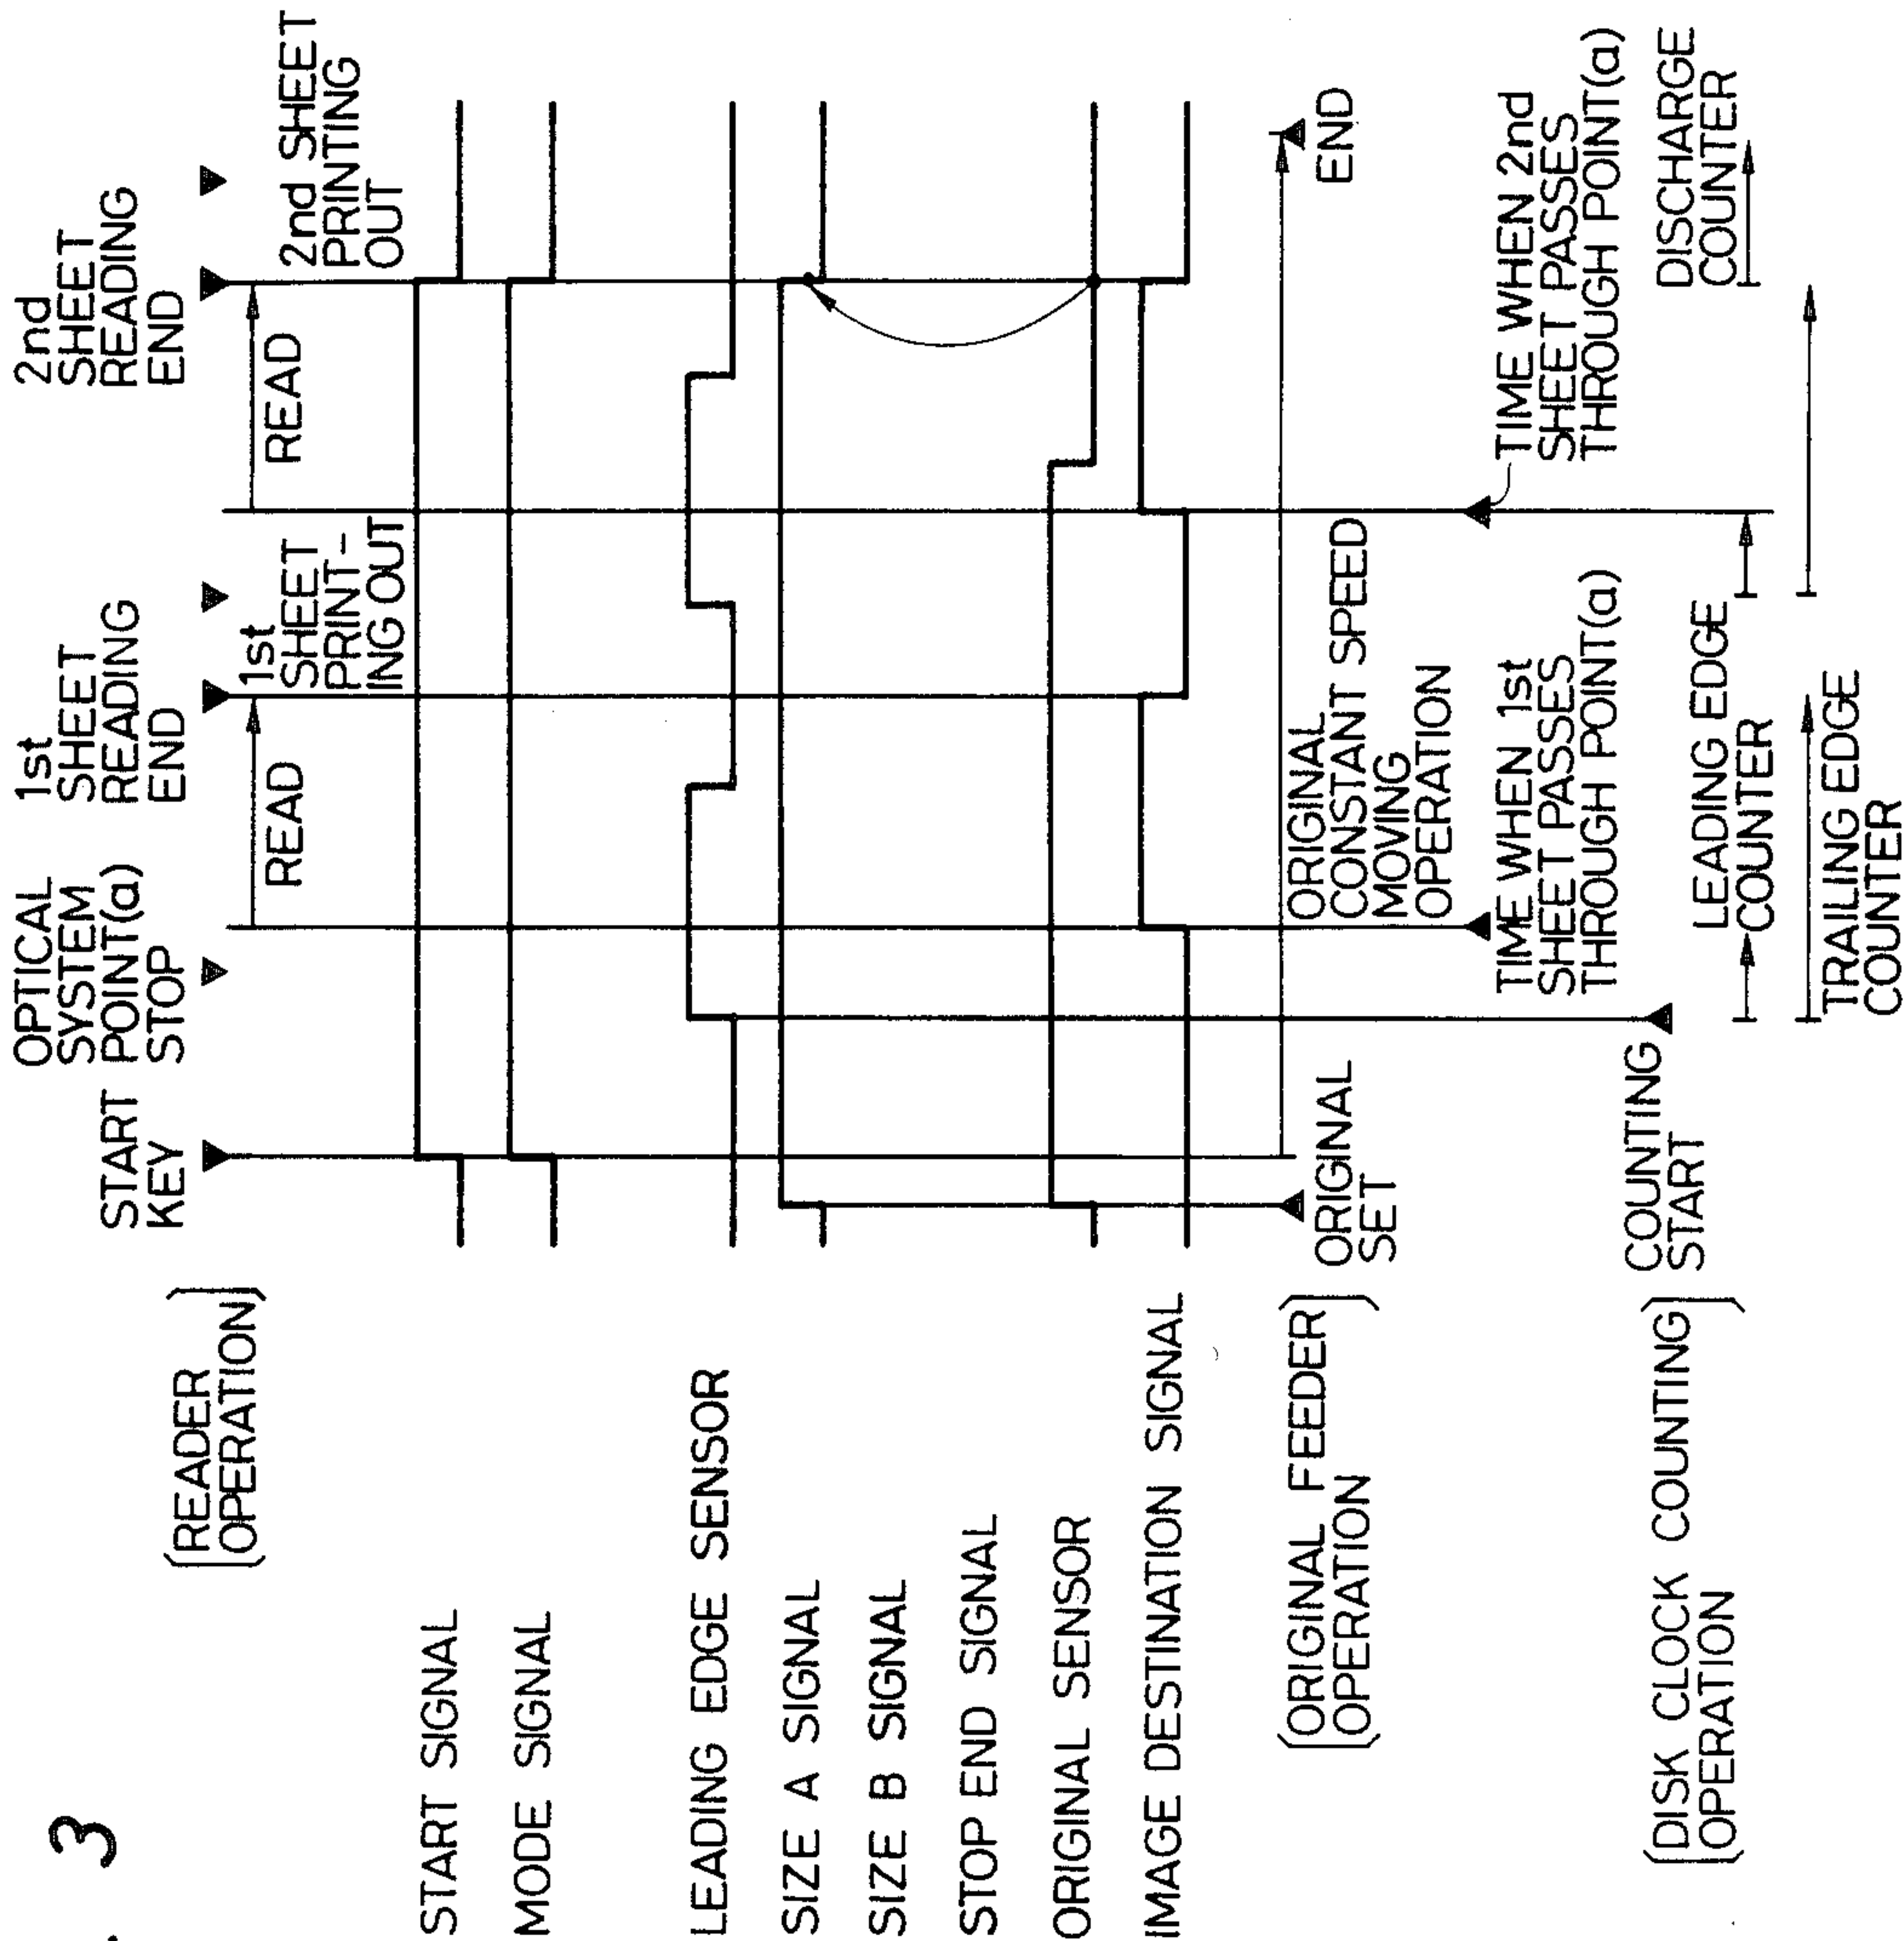 3
START
KEY
OPTICAL
SYSTEM
POINT(a)
STOP
1st
SHEET
READING
END
2nd
SHEET
READING
END
[READER
OPERATION]
READ
1st
SHEET
PRINT-
ING OUT
READ
2nd SHEET
PRINTING
OUT
START SIGNAL
MODE SIGNAL
LEADING EDGE SENSOR
SIZE A SIGNAL
SIZE B SIGNAL
STOP END SIGNAL
ORIGINAL SENSOR
IMAGE DESTINATION SIGNAL
[ORIGINAL FEEDER
OPERATION]
ORIGINAL
SET
ORIGINAL
CONSTANT SPEED
MOVING
OPERATION
END
TIME WHEN 1st
SHEET PASSES
THROUGH POINT(a)
TIME WHEN 2nd
SHEET PASSES
THROUGH POINT(a)
[DISK CLOCK COUNTING
OPERATION]
COUNTING
START
LEADING EDGE
COUNTER
DISCHARGE
COUNTER
TRAILING EDGE
COUNTER